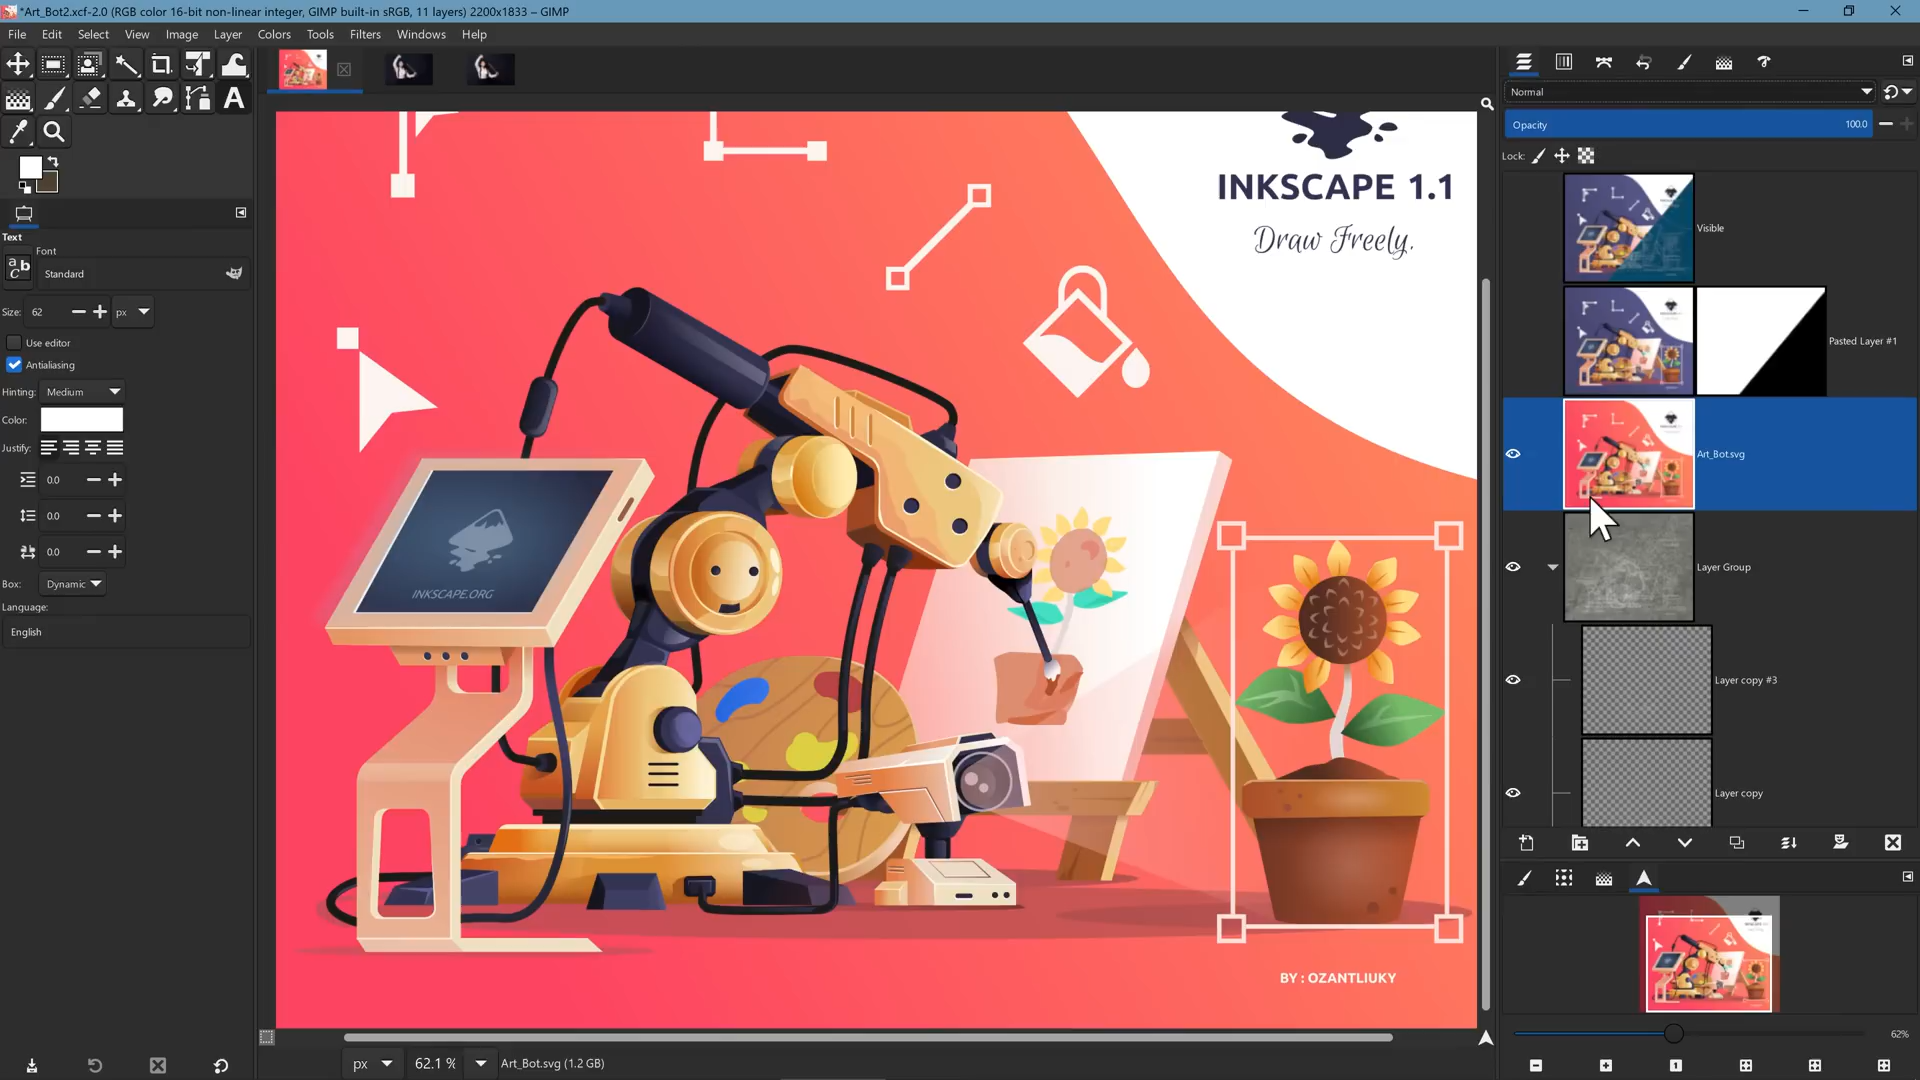 *Art_Bot2.xcf-2.0 (RGB color 16-bit non-linear integer, GIMP built-in sRGB, 11 layers) 2200x1833 – GIMP
File Edit Select View Image Layer Colors Tools Filters Windows Help
Normal
Opacity 100.0
Lock:
Text
Font
Standard
Size: 62 px
Use editor
Antialiasing
Hinting: Medium
Color:
Justify:
0.0
0.0
0.0
Box: Dynamic
Language:
English
INKSCAPE 1.1
Draw Freely.
INKSCAPE.ORG
BY : OZANTLIUKY
Visible
Pasted Layer #1
Art_Bot.svg
Layer Group
Layer copy #3
Layer copy
62%
px 62.1 % Art_Bot.svg (1.2 GB)